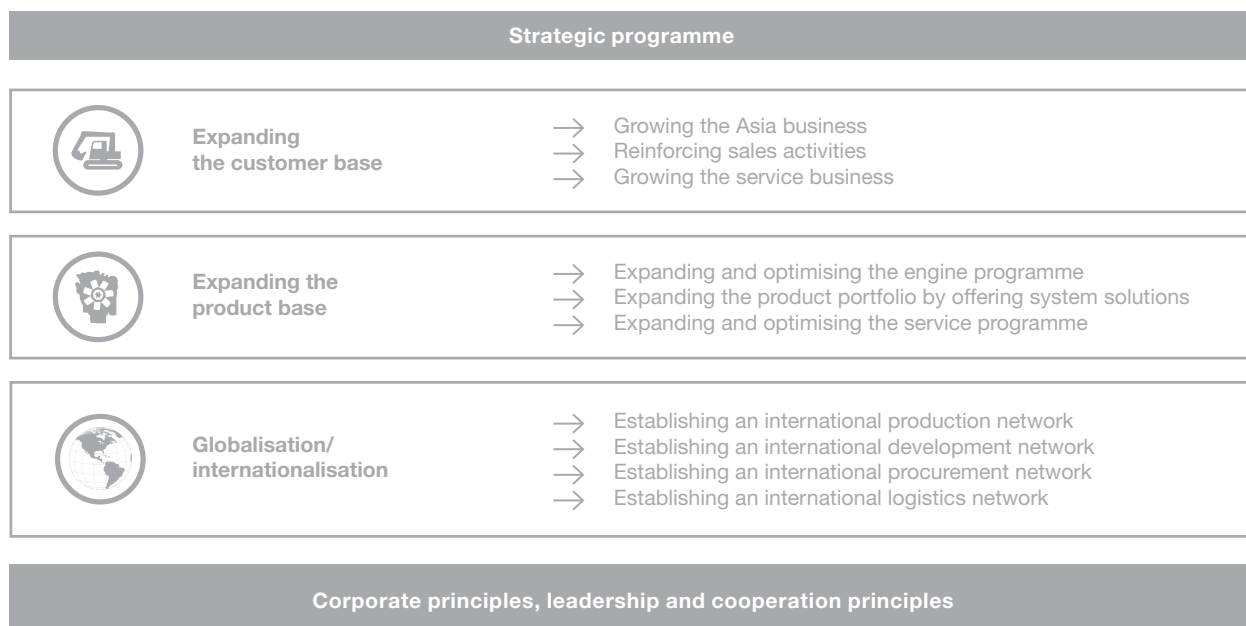 Strategic programme
Expanding
the customer base
→ Growing the Asia business
→ Reinforcing sales activities
→ Growing the service business
Expanding the
product base
→ Expanding and optimising the engine programme
→ Expanding the product portfolio by offering system solutions
→ Expanding and optimising the service programme
Globalisation/
internationalisation
→ Establishing an international production network
→ Establishing an international development network
→ Establishing an international procurement network
→ Establishing an international logistics network
Corporate principles, leadership and cooperation principles